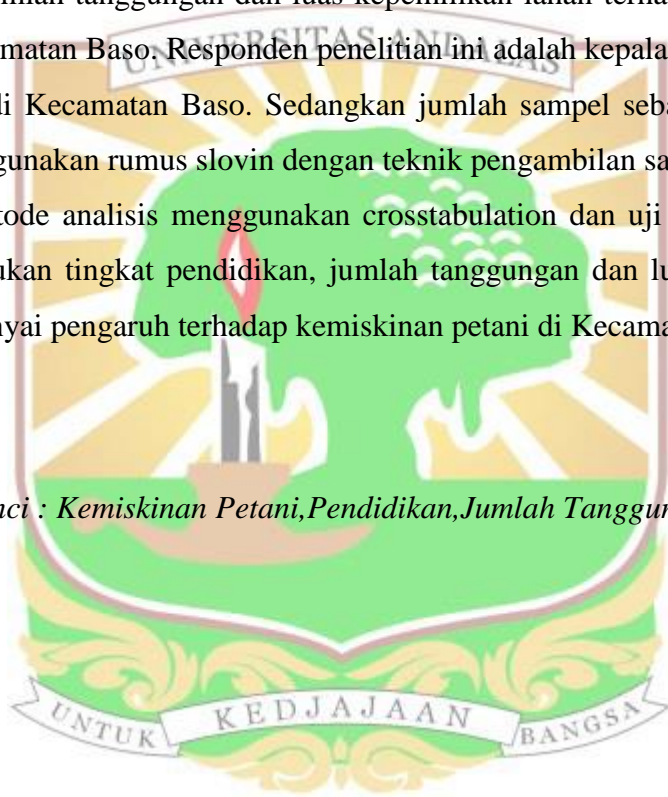 jumlah tanggungan dan luas kepemilikan lahan terha
matan Baso. Responden penelitian ini adalah kepala
UNIVERSITAS ANDALAS
di Kecamatan Baso. Sedangkan jumlah sampel seba
gunakan rumus slovin dengan teknik pengambilan sa
tode analisis menggunakan crosstabulation dan uji
ukan tingkat pendidikan, jumlah tanggungan dan lu
nyai pengaruh terhadap kemiskinan petani di Kecama
nci : Kemiskinan Petani,Pendidikan,Jumlah Tanggun
UNTUK KEDJAJAAN BANGSA